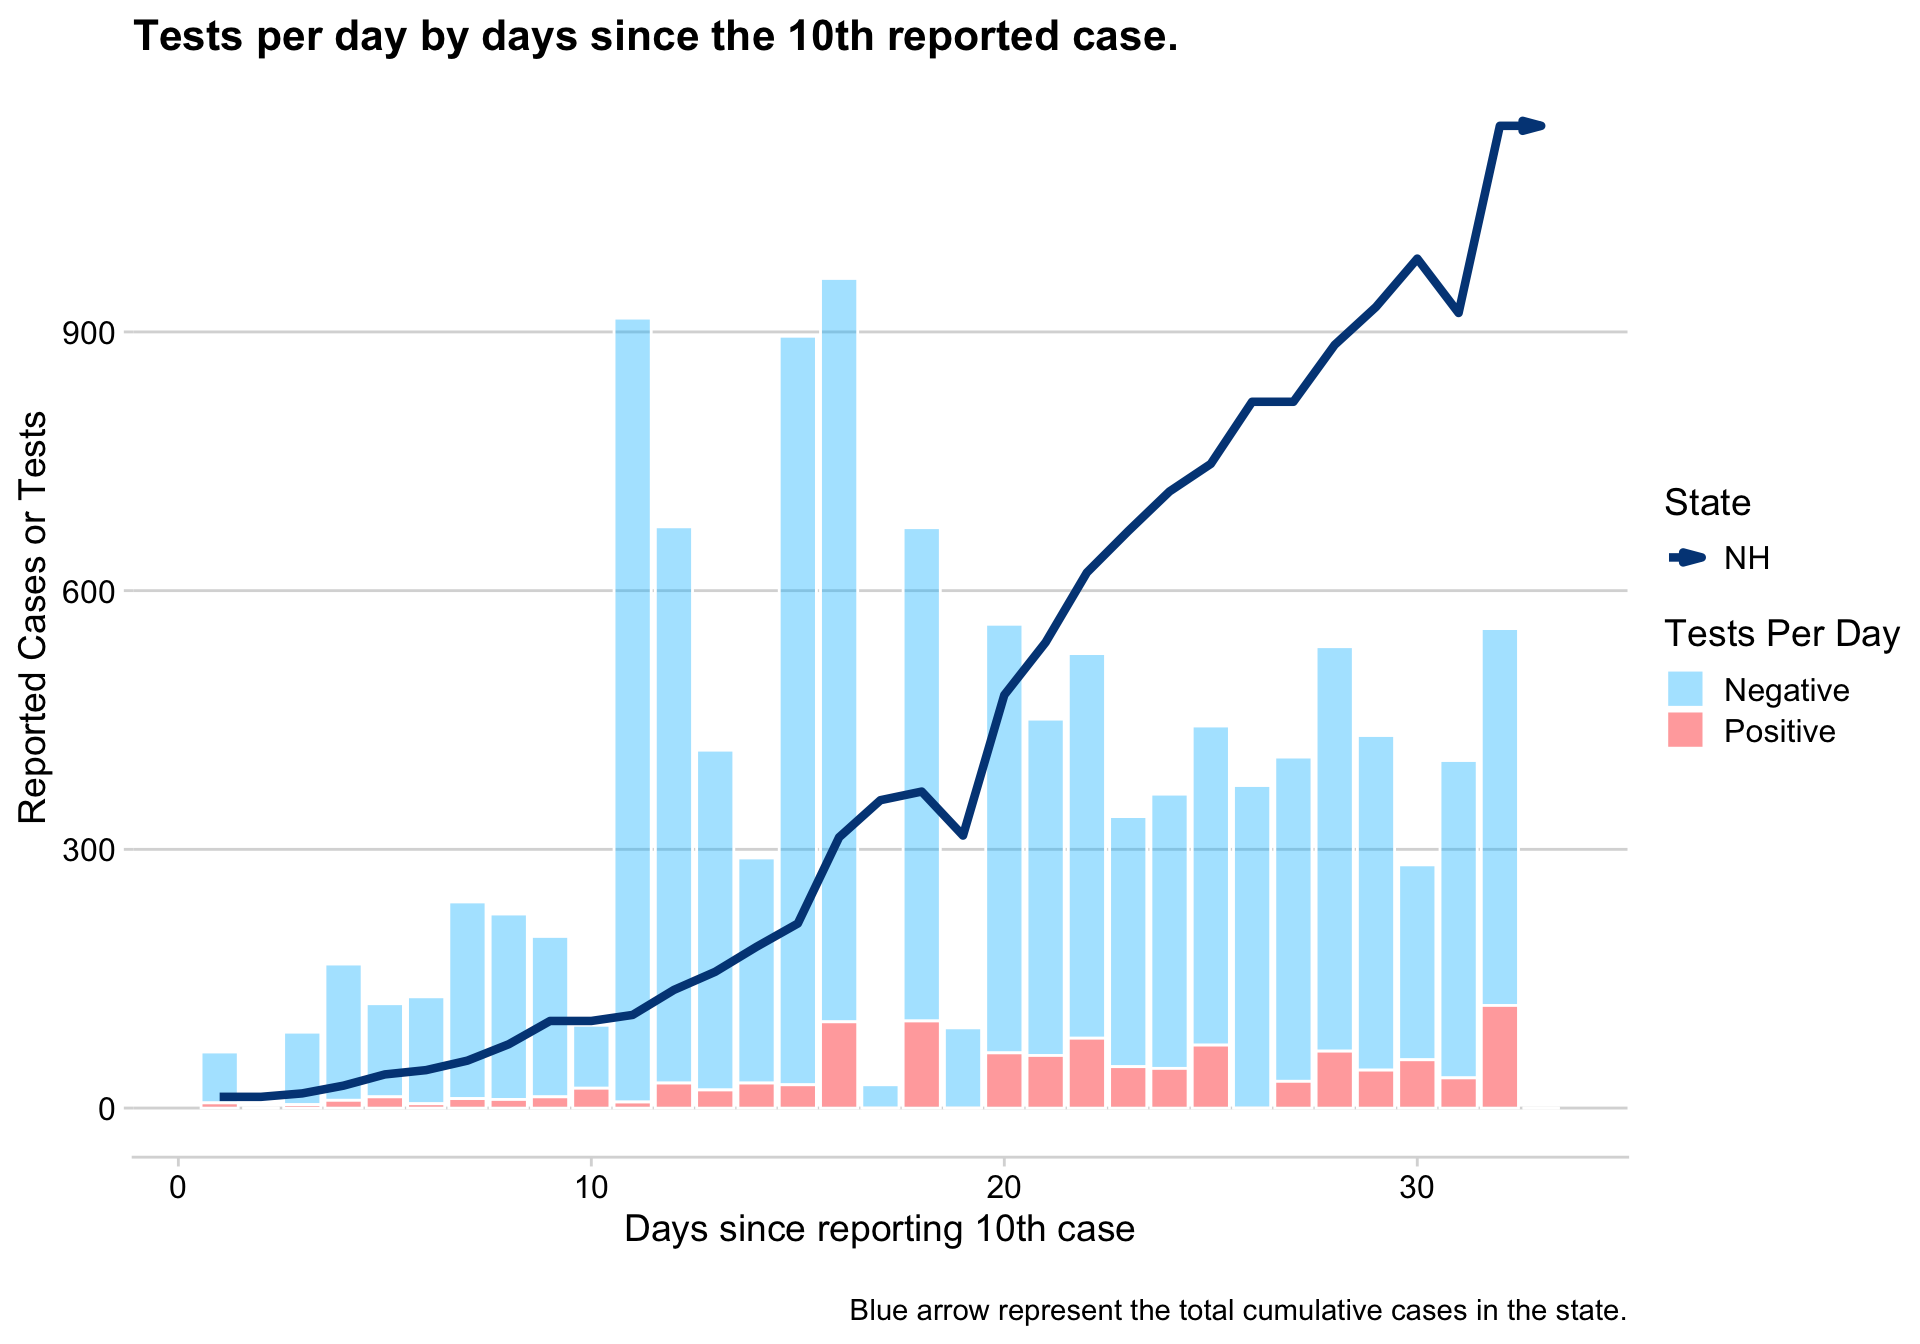 Tests per day by days since the 10th reported case.
Reported Cases or Tests
900
600
300
0
0 10 20 30
Days since reporting 10th case
State
NH
Tests Per Day
Negative
Positive
Blue arrow represent the total cumulative cases in the state.